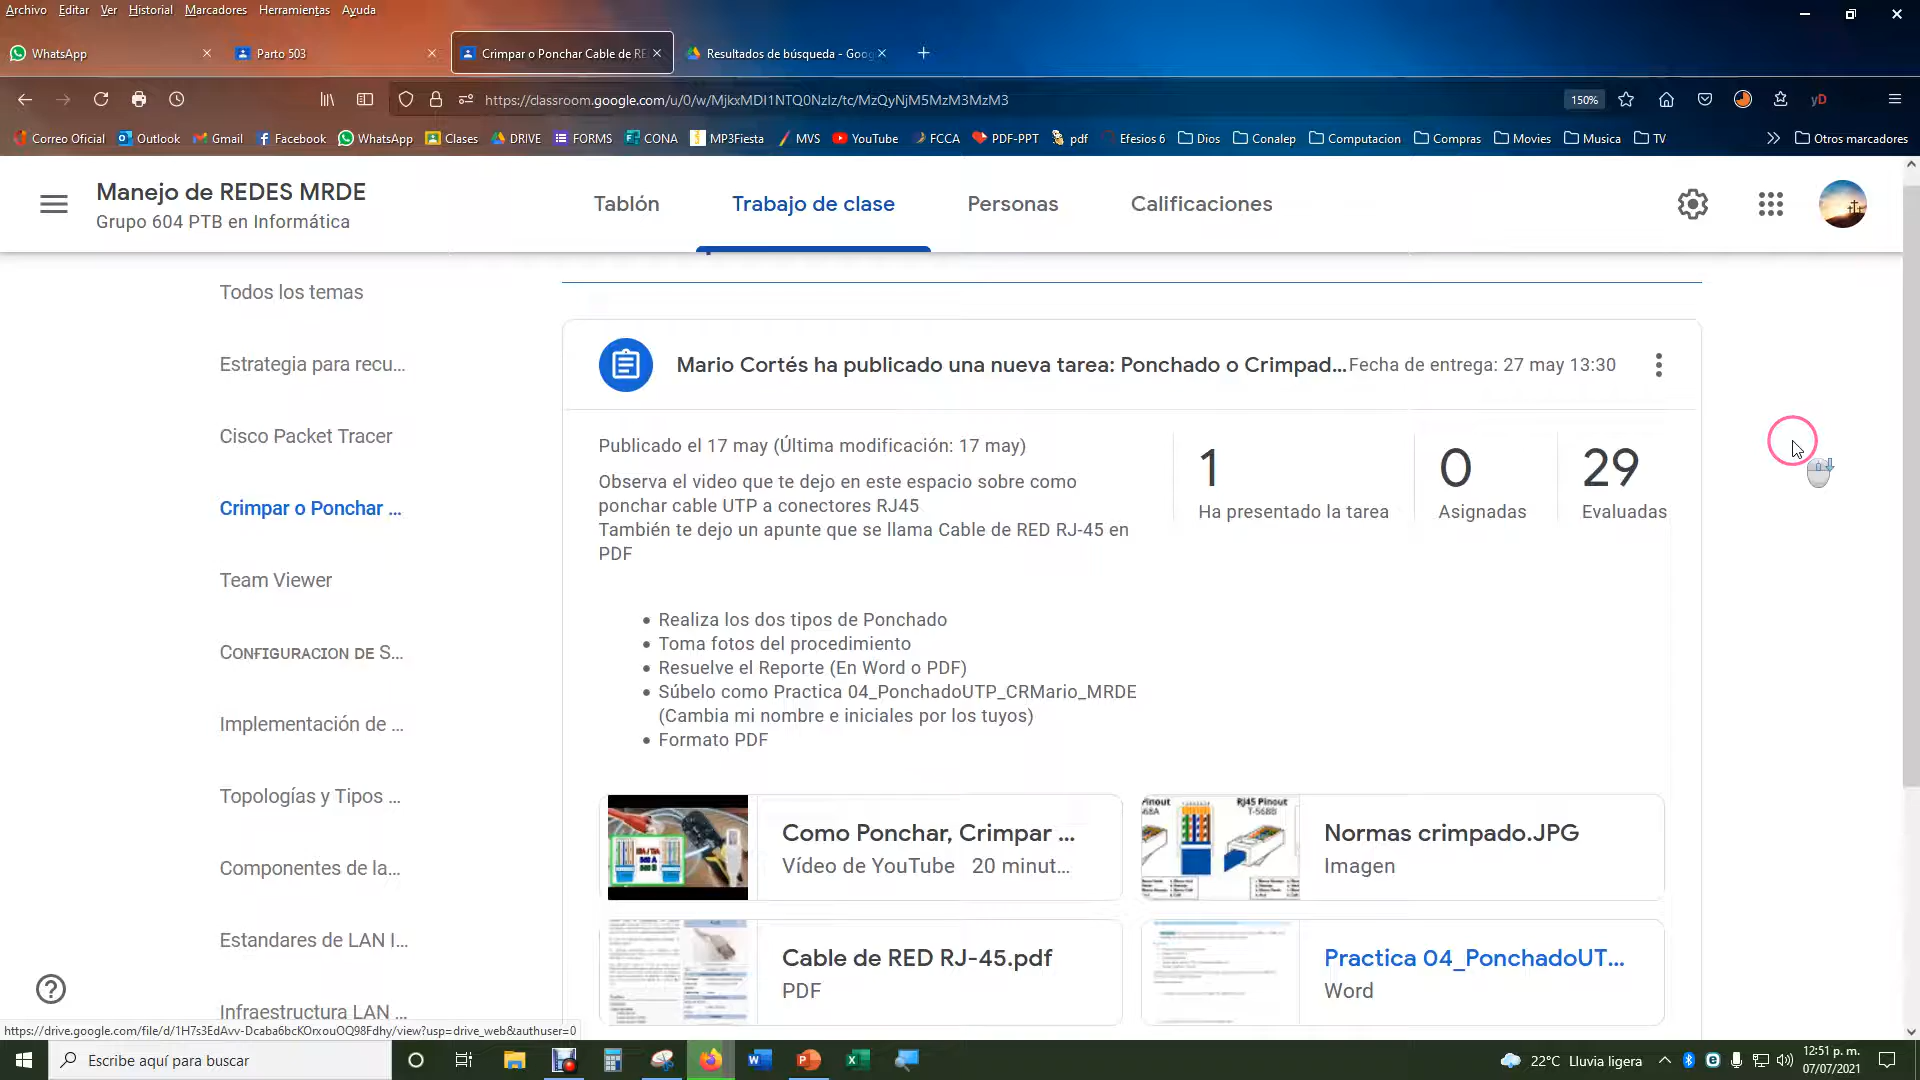 Archivo Editar Ver Historial Marcadores Herramientas Ayuda
WhatsApp
Parto 503
Crimpar o Ponchar Cable de RE
Resultados de búsqueda - Goog
https://classroom.google.com/u/0/w/MjkxMDI1NTQ0NzIz/tc/MzQyNjM5MzM3MzM3
150%
yD
Correo Oficial Outlook Gmail Facebook WhatsApp Clases DRIVE FORMS CONA MP3Fiesta MVS YouTube FCCA PDF-PPT pdf Efesios 6 Dios Conalep Computacion Compras Movies Musica TV Otros marcadores
Manejo de REDES MRDE
Grupo 604 PTB en Informática
Tablón Trabajo de clase Personas Calificaciones
Todos los temas
Estrategia para recu...
Cisco Packet Tracer
Crimpar o Ponchar ...
Team Viewer
Configuracion de S...
Implementación de ...
Topologías y Tipos ...
Componentes de la...
Estandares de LAN I...
Infraestructura LAN ...
Mario Cortés ha publicado una nueva tarea: Ponchado o Crimpad...
Fecha de entrega: 27 may 13:30
Publicado el 17 may (Última modificación: 17 may)
Observa el video que te dejo en este espacio sobre como
ponchar cable UTP a conectores RJ45
También te dejo un apunte que se llama Cable de RED RJ-45 en
PDF
1
Ha presentado la tarea
0
Asignadas
29
Evaluadas
Realiza los dos tipos de Ponchado
Toma fotos del procedimiento
Resuelve el Reporte (En Word o PDF)
Súbelo como Practica 04_PonchadoUTP_CRMario_MRDE
(Cambia mi nombre e iniciales por los tuyos)
Formato PDF
Como Ponchar, Crimpar ...
Vídeo de YouTube 20 minut...
RJ45 Pinout
T-568B
Normas crimpado.JPG
Imagen
Cable de RED RJ-45.pdf
PDF
Practica 04_PonchadoUT...
Word
https://drive.google.com/file/d/1H7s3EdAvv-Dcaba6bcKOrxouOQ98Fdhy/view?usp=drive_web&authuser=0
Escribe aquí para buscar
22°C Lluvia ligera
12:51 p. m.
07/07/2021